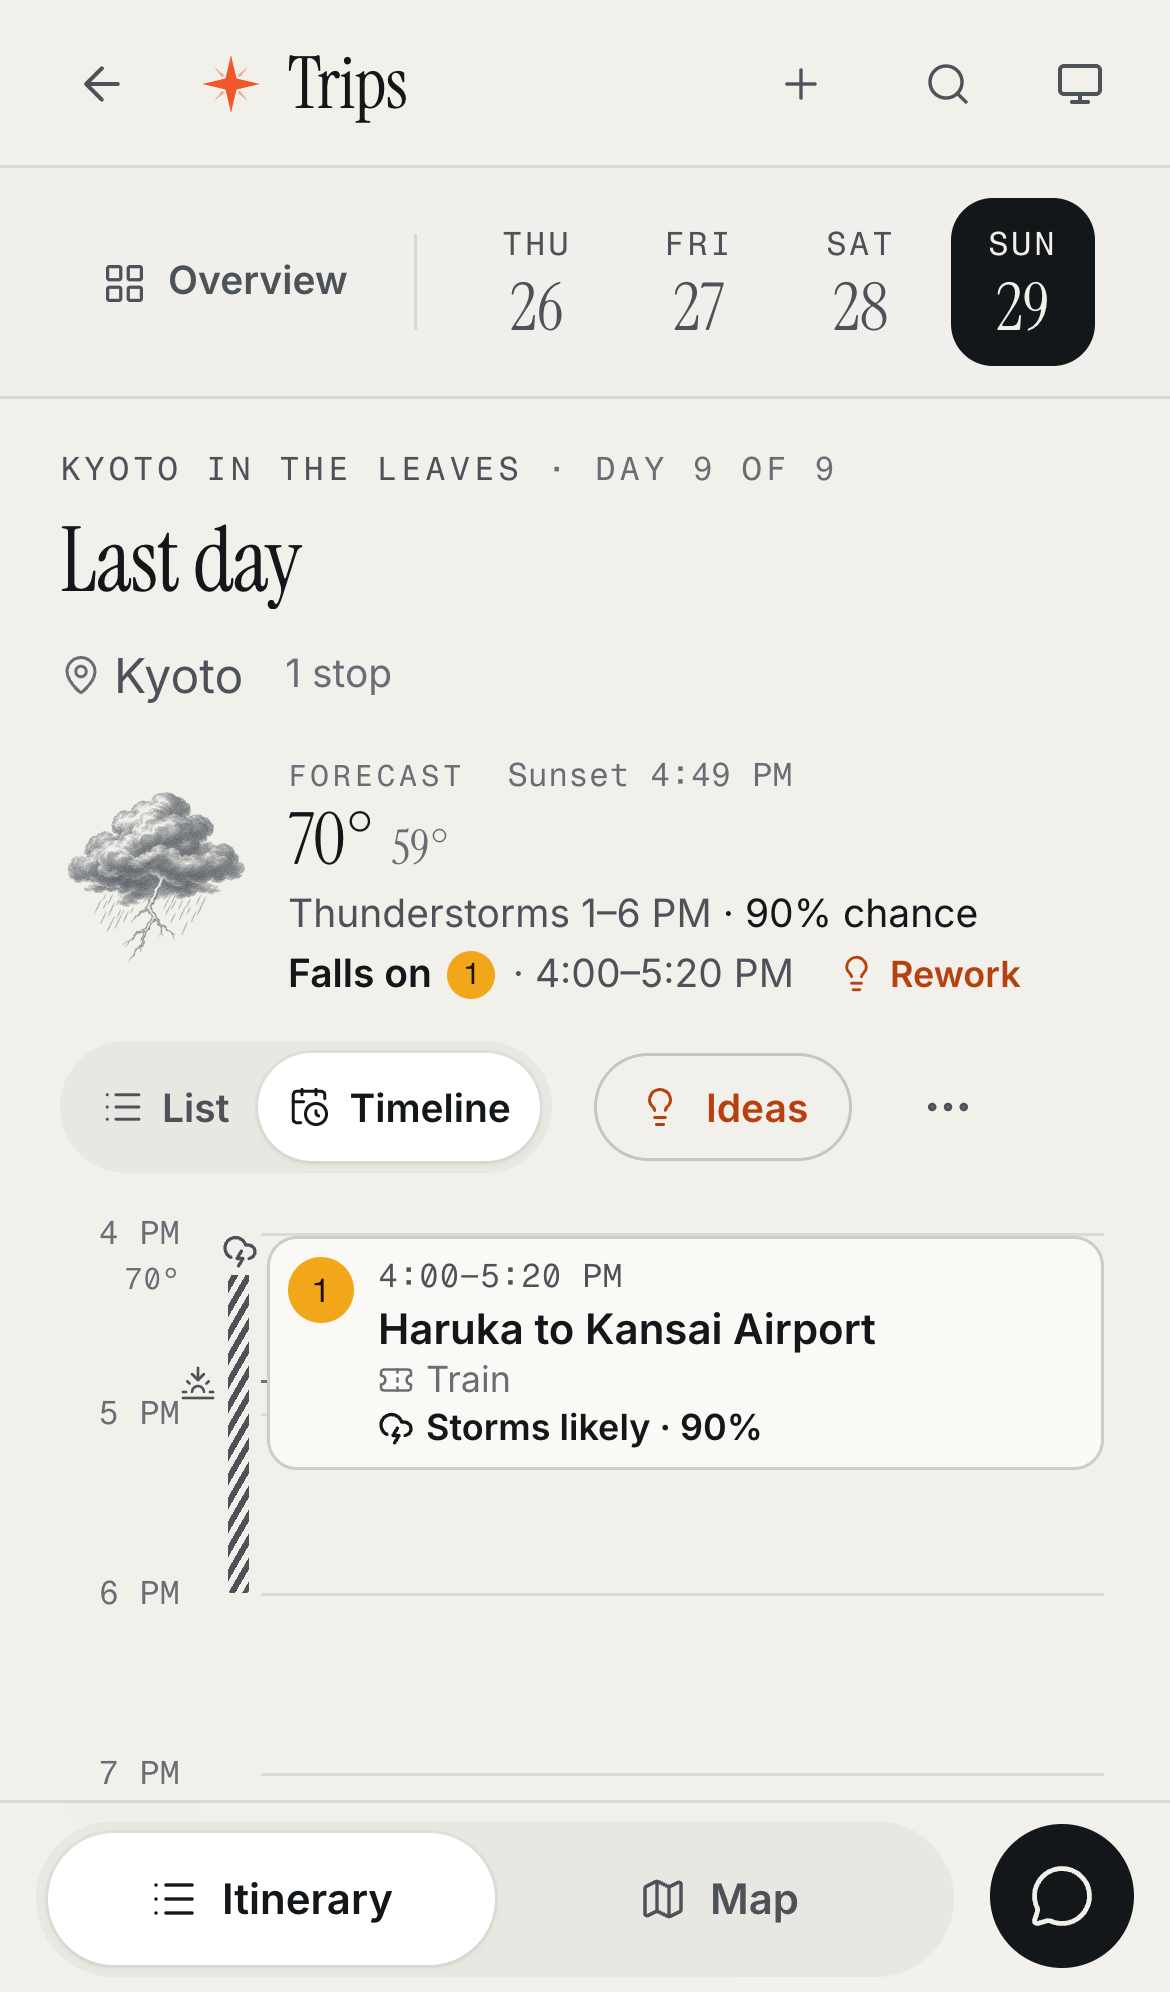 Trips
Overview
THU
26
FRI
27
SAT
28
SUN
29
KYOTO IN THE LEAVES · DAY 9 OF 9
Last day
Kyoto 1 stop
FORECAST Sunset 4:49 PM
70° 59°
Thunderstorms 1–6 PM · 90% chance
Falls on 1 · 4:00–5:20 PM Rework
List Timeline Ideas
4 PM
70°
1 4:00–5:20 PM
Haruka to Kansai Airport
Train
Storms likely · 90%
5 PM
6 PM
7 PM
Itinerary Map